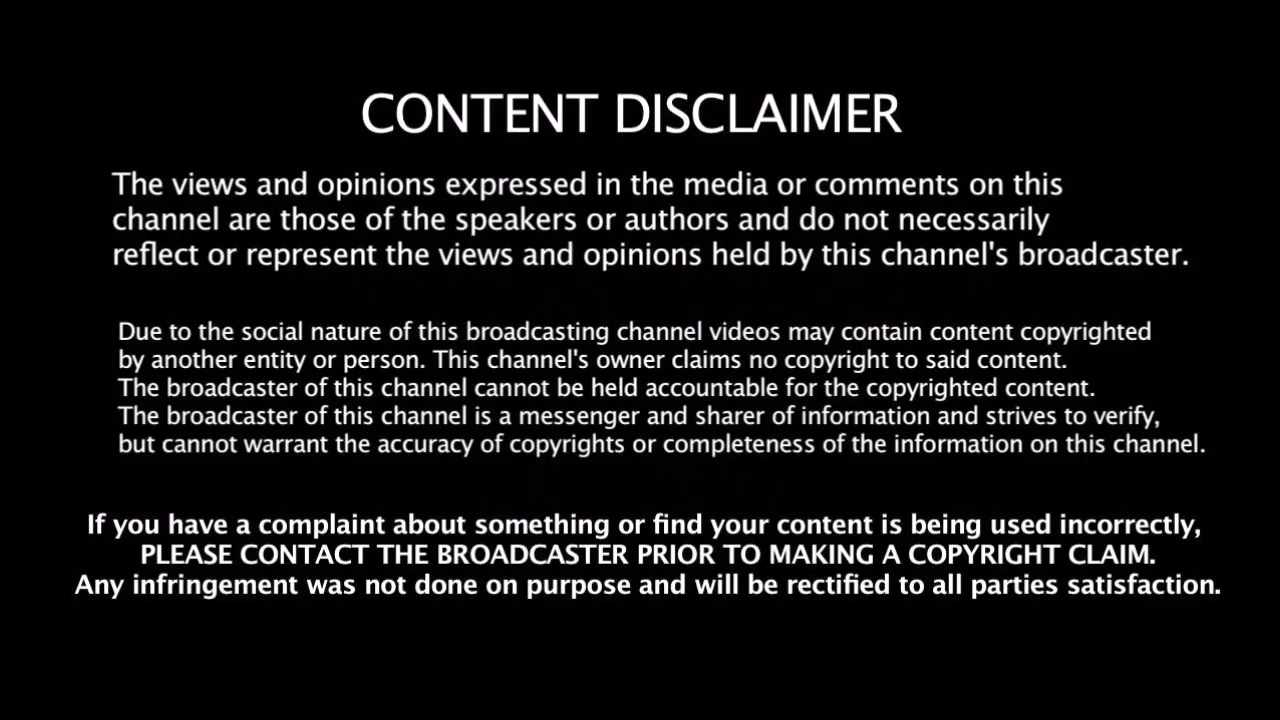 CONTENT DISCLAIMER
The views and opinions expressed in the media or comments on this
channel are those of the speakers or authors and do not necessarily
reflect or represent the views and opinions held by this channel's broadcaster.
Due to the social nature of this broadcasting channel videos may contain content copyrighted
by another entity or person. This channel's owner claims no copyright to said content.
The broadcaster of this channel cannot be held accountable for the copyrighted content.
The broadcaster of this channel is a messenger and sharer of information and strives to verify,
but cannot warrant the accuracy of copyrights or completeness of the information on this channel.
If you have a complaint about something or find your content is being used incorrectly,
PLEASE CONTACT THE BROADCASTER PRIOR TO MAKING A COPYRIGHT CLAIM.
Any infringement was not done on purpose and will be rectified to all parties satisfaction.